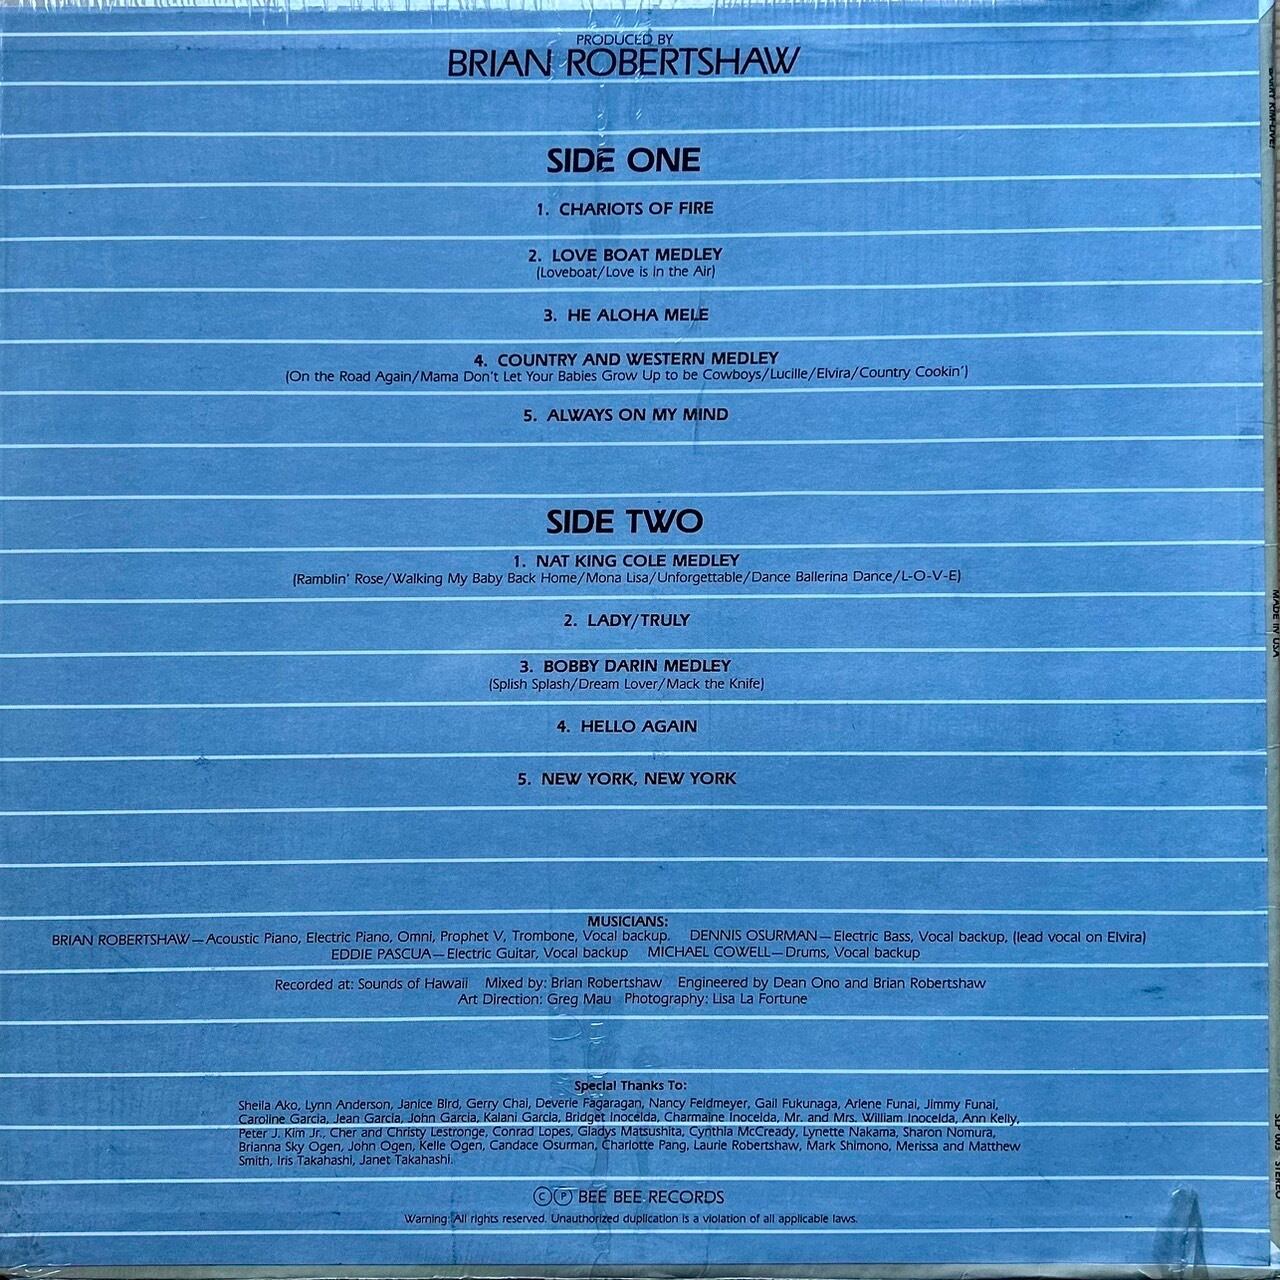 PRODUCED BY
BRIAN ROBERTSHAW
SIDE ONE
1. CHARIOTS OF FIRE
2. LOVE BOAT MEDLEY
(Loveboat/Love is in the Air)
3. HE ALOHA MELE
4. COUNTRY AND WESTERN MEDLEY
(On the Road Again/Mama Don't Let Your Babies Grow Up to be Cowboys/Lucille/Elvira/Country Cookin')
5. ALWAYS ON MY MIND
SIDE TWO
1. NAT KING COLE MEDLEY
(Ramblin' Rose/Walking My Baby Back Home/Mona Lisa/Unforgettable/Dance Ballerina Dance/L-O-V-E)
2. LADY/TRULY
3. BOBBY DARIN MEDLEY
(Splish Splash/Dream Lover/Mack the Knife)
4. HELLO AGAIN
5. NEW YORK, NEW YORK
MUSICIANS:
BRIAN ROBERTSHAW—Acoustic Piano, Electric Piano, Omni, Prophet V, Trombone, Vocal backup. DENNIS OSURMAN—Electric Bass, Vocal backup, (lead vocal on Elvira)
EDDIE PASCUA—Electric Guitar, Vocal backup MICHAEL COWELL—Drums, Vocal backup
Recorded at: Sounds of Hawaii Mixed by: Brian Robertshaw Engineered by Dean Ono and Brian Robertshaw
Art Direction: Greg Mau Photography: Lisa La Fortune
Special Thanks To:
Sheila Ako, Lynn Anderson, Janice Bird, Gerry Chai, Deverie Fagaragan, Nancy Feldmeyer, Gail Fukunaga, Arlene Funai, Jimmy Funai,
Caroline Garcia, Jean Garcia, John Garcia, Kalani Garcia, Bridget Inocelda, Charmaine Inocelda, Mr. and Mrs. William Inocelda, Ann Kelly,
Peter J. Kim Jr., Cher and Christy Lestronge, Conrad Lopes, Gladys Matsushita, Cynthia McCready, Lynette Nakama, Sharon Nomura,
Brianna Sky Ogen, John Ogen, Kelle Ogen, Candace Osurman, Charlotte Pang, Laurie Robertshaw, Mark Shimono, Merissa and Matthew
Smith, Iris Takahashi, Janet Takahashi.
© ℗ BEE BEE RECORDS
Warning: All rights reserved. Unauthorized duplication is a violation of all applicable laws.
MADE IN USA
STEREO